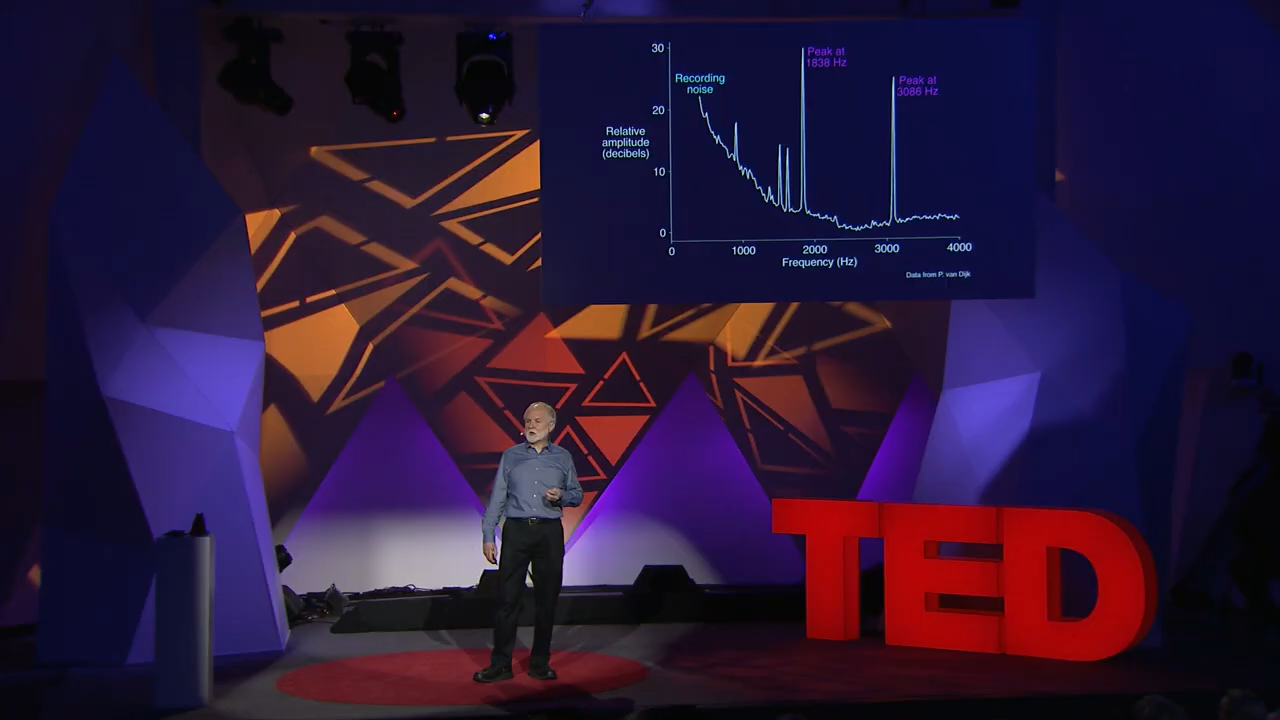 30
Peak at
1838 Hz
Recording
noise
Peak at
3086 Hz
20
Relative
amplitude
(decibels)
10
0
0
1000
2000
3000
4000
Frequency (Hz)
Data from P. van Dijk
TED